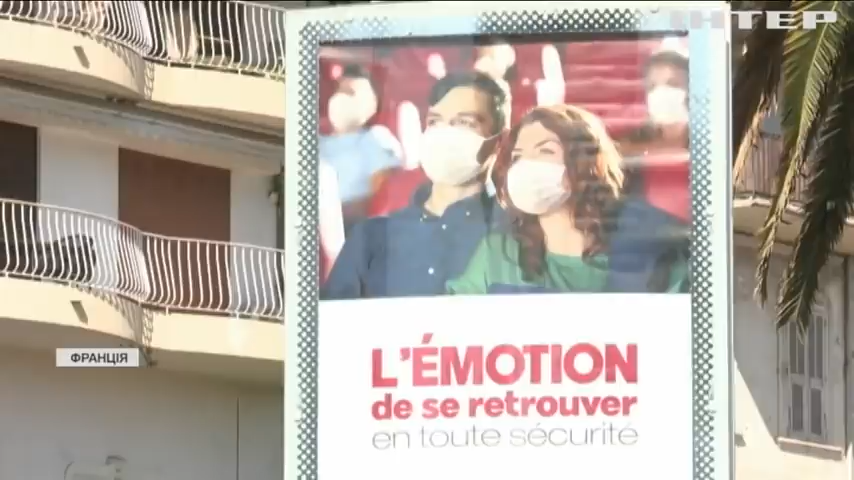 ІНТЕР
ФРАНЦІЯ
L'ÉMOTION
de se retrouver
en toute sécurité